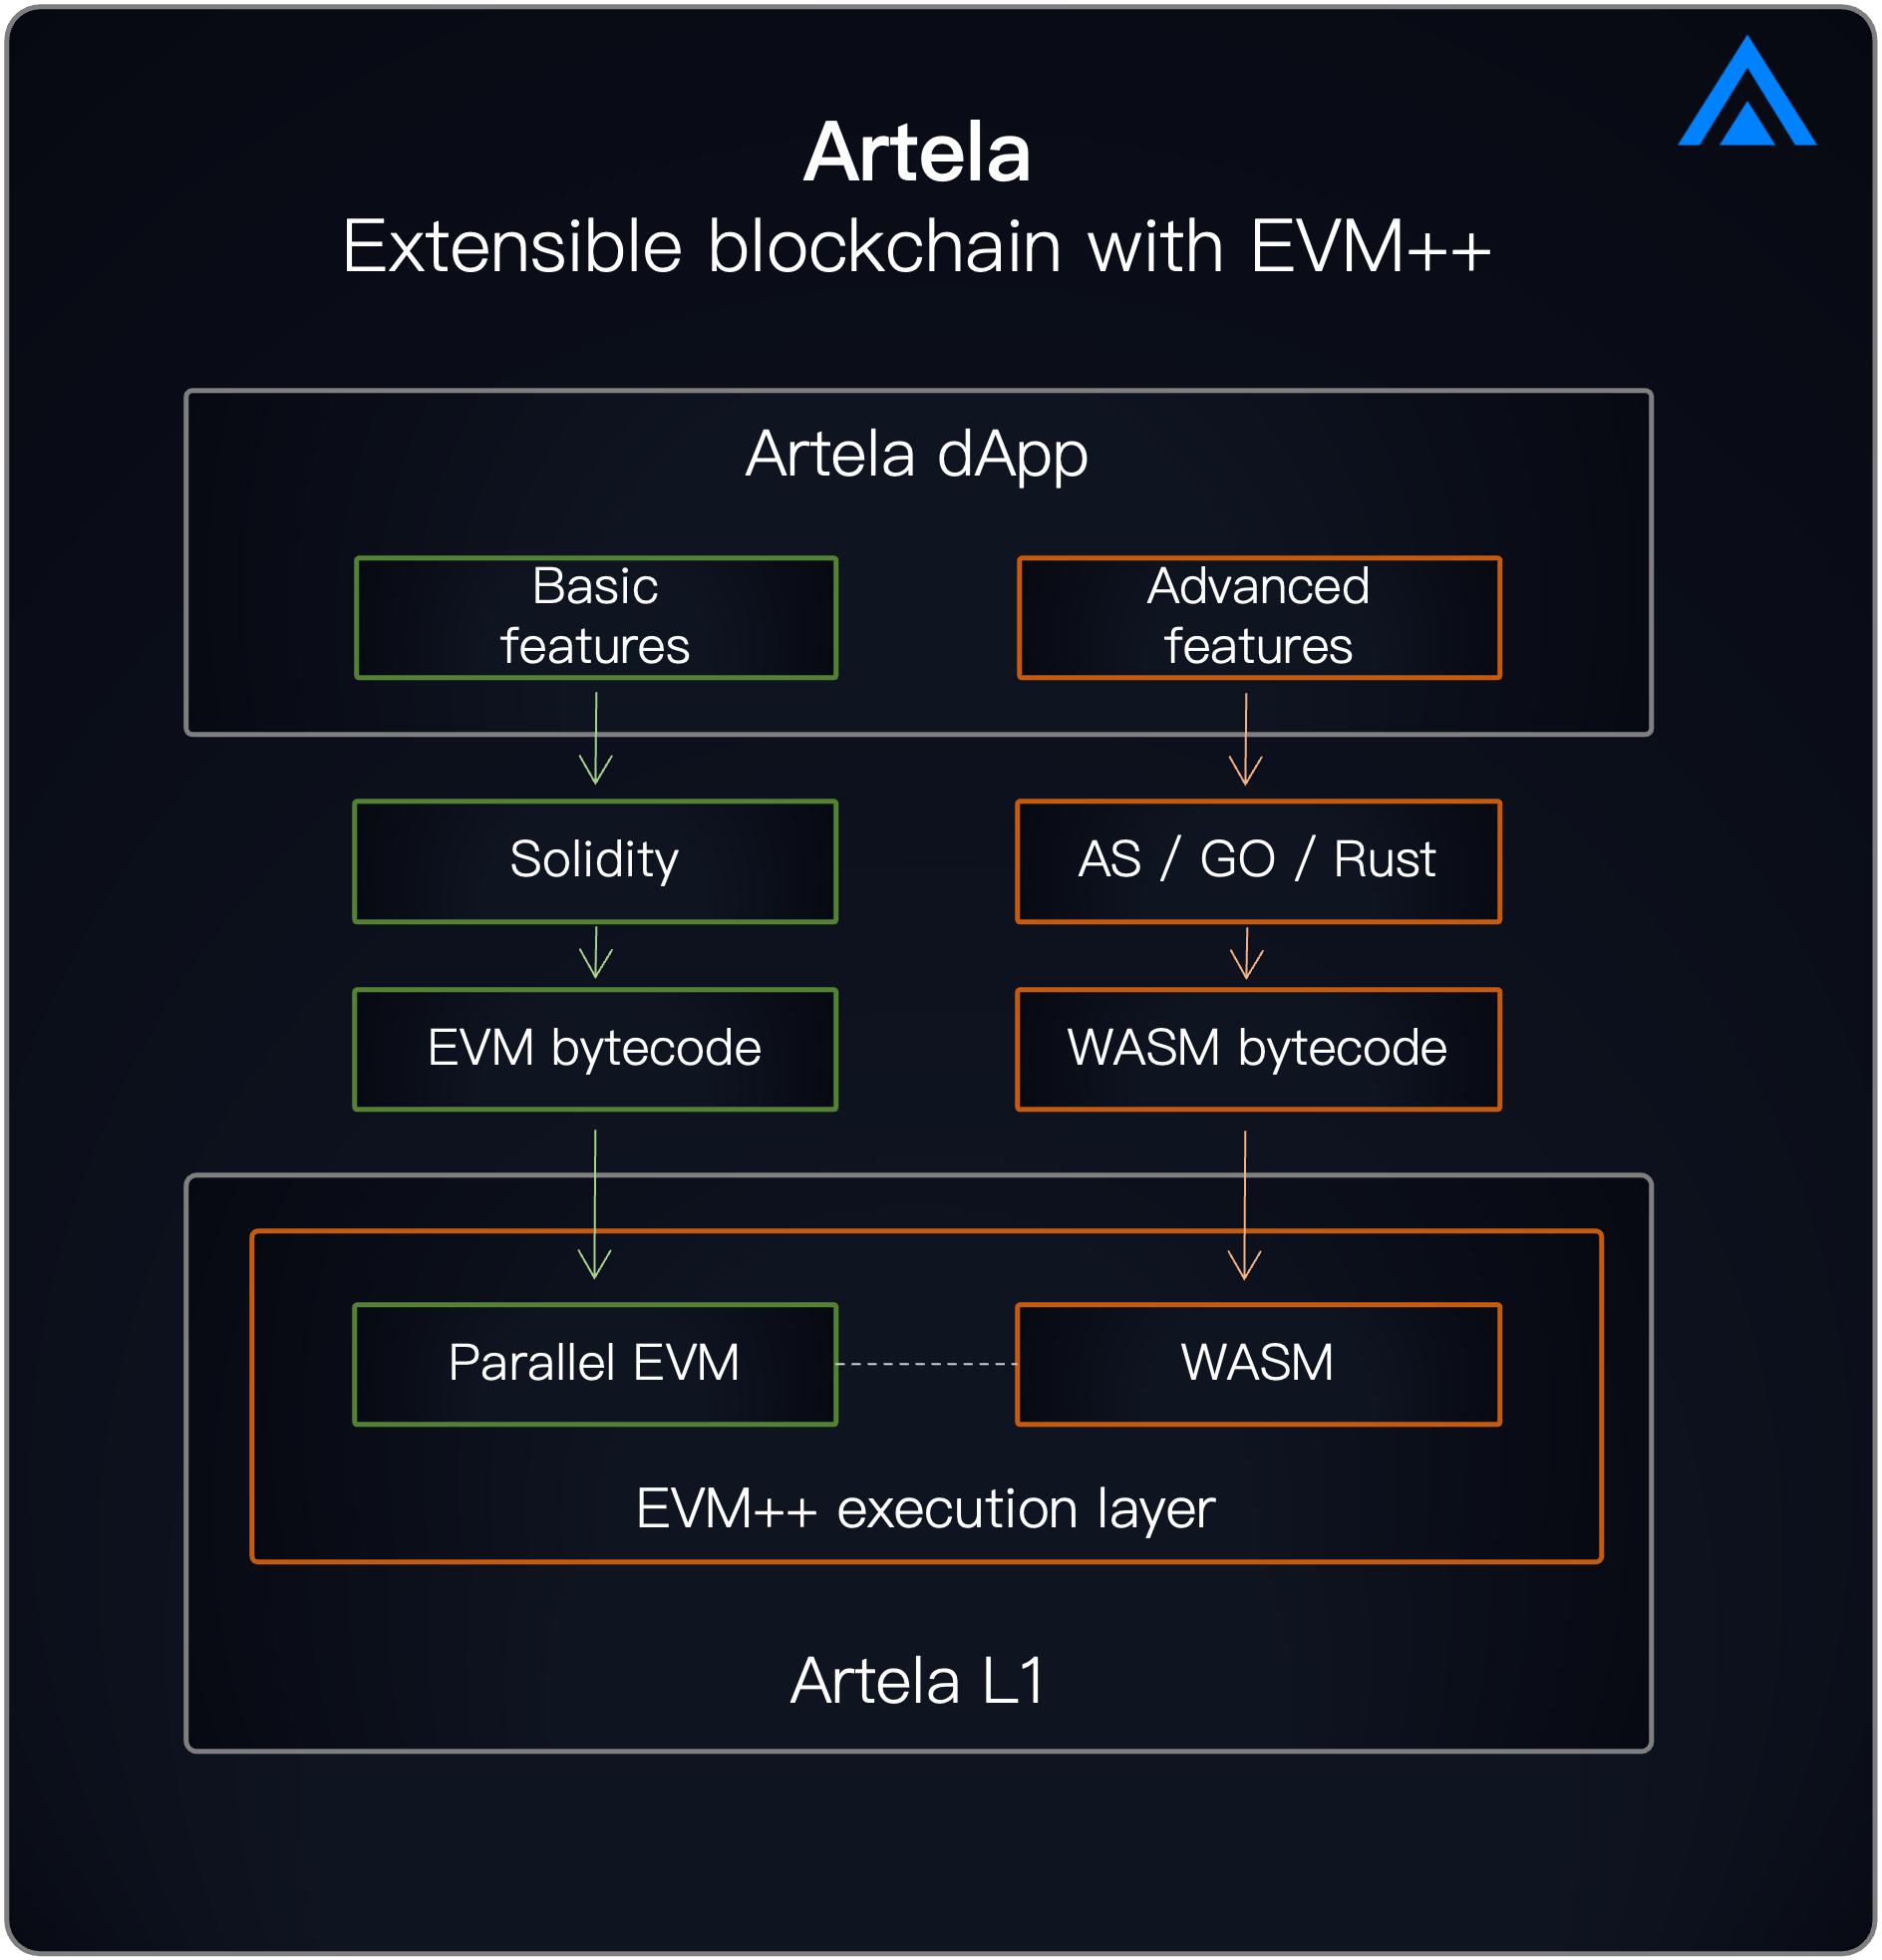 Artela
Extensible blockchain with EVM++
Artela dApp
Basic
features
Advanced
features
Solidity
AS / GO / Rust
EVM bytecode
WASM bytecode
Parallel EVM
WASM
EVM++ execution layer
Artela L1